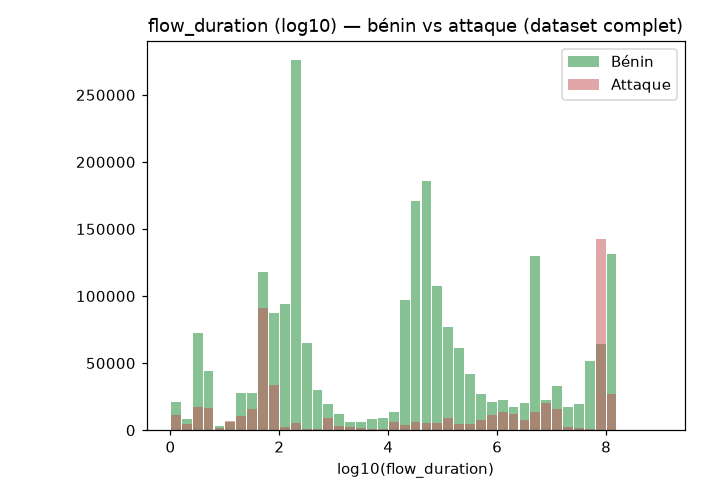 flow_duration (log10) — bénin vs attaque (dataset complet)
Bénin
Attaque
250000
200000
150000
100000
50000
0
0 2 4 6 8
log10(flow_duration)